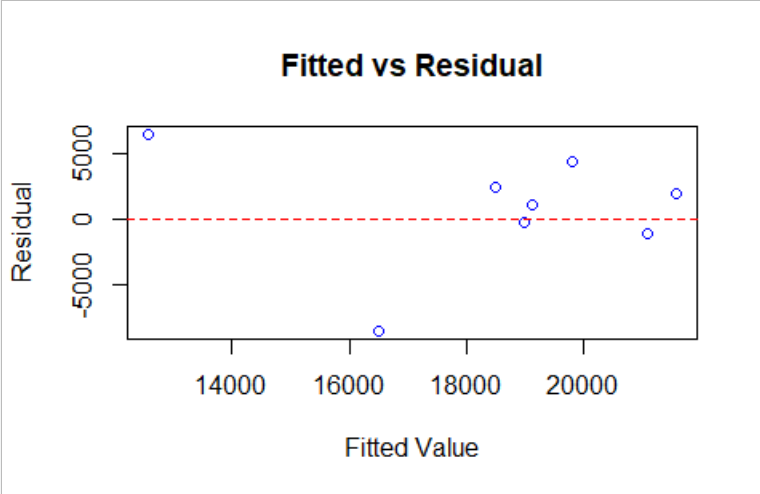 Fitted vs Residual
Residual
5000
0
-5000
14000 16000 18000 20000
Fitted Value